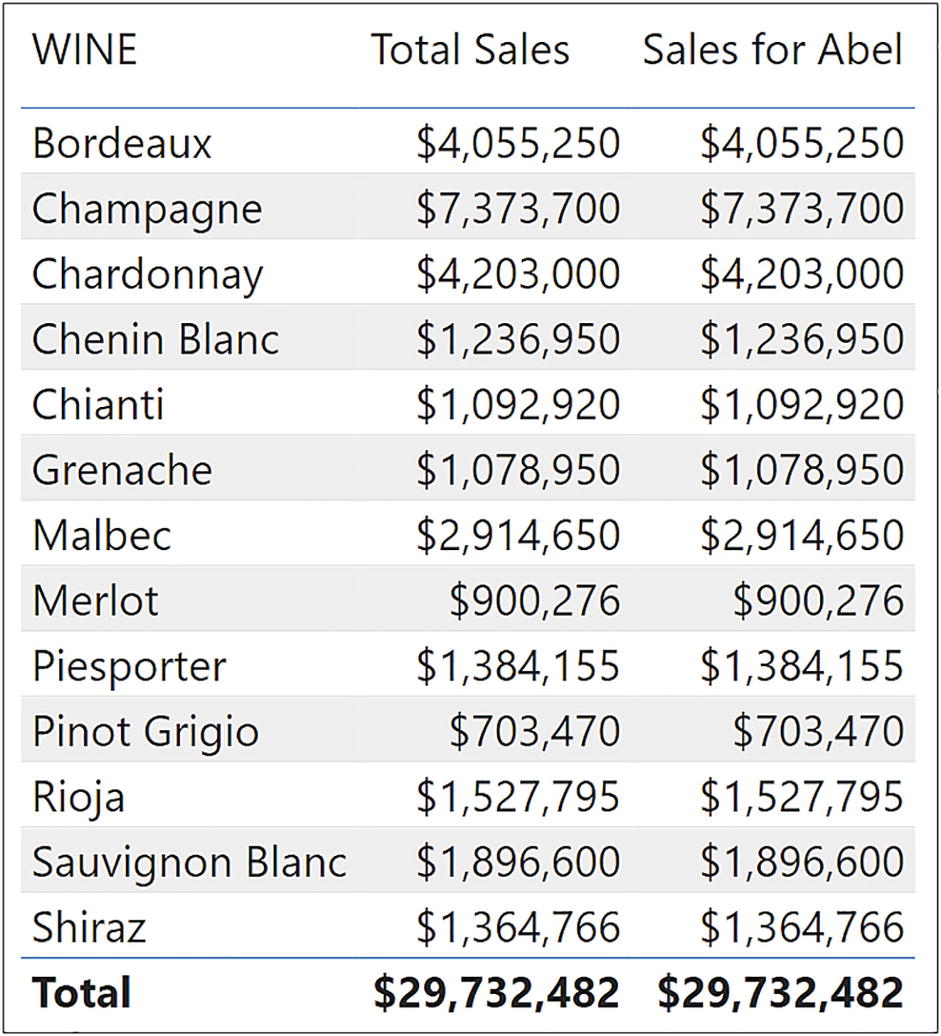 WINE Total Sales Sales for Abel
Bordeaux $4,055,250 $4,055,250
Champagne $7,373,700 $7,373,700
Chardonnay $4,203,000 $4,203,000
Chenin Blanc $1,236,950 $1,236,950
Chianti $1,092,920 $1,092,920
Grenache $1,078,950 $1,078,950
Malbec $2,914,650 $2,914,650
Merlot $900,276 $900,276
Piesporter $1,384,155 $1,384,155
Pinot Grigio $703,470 $703,470
Rioja $1,527,795 $1,527,795
Sauvignon Blanc $1,896,600 $1,896,600
Shiraz $1,364,766 $1,364,766
Total $29,732,482 $29,732,482